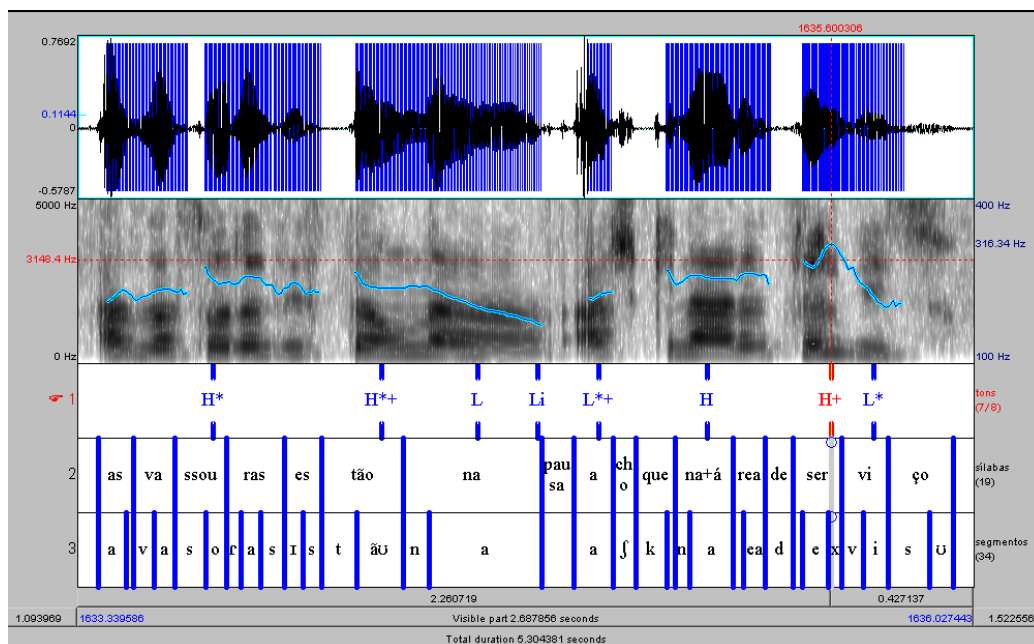 1635.600306
0.7692
0.1144
0
-0.5787
5000 Hz 400 Hz
316.34 Hz
3148.4 Hz
0 Hz 100 Hz
1 H* H*+ L Li L*+ H H+ L* tons (7/8)
2 as va ssou ras es tão na pau sa a ch o que na+á rea de ser vi ço sílabas (19)
3 a v a s o ɾ a s ɪ s t ãʊ n a a ʃ k n a ea d e x v i s ʊ segmentos (34)
2.260719 0.427137
1.093969 1633.339586 Visible part 2.687856 seconds 1636.027443 1.522556
Total duration 5.304381 seconds